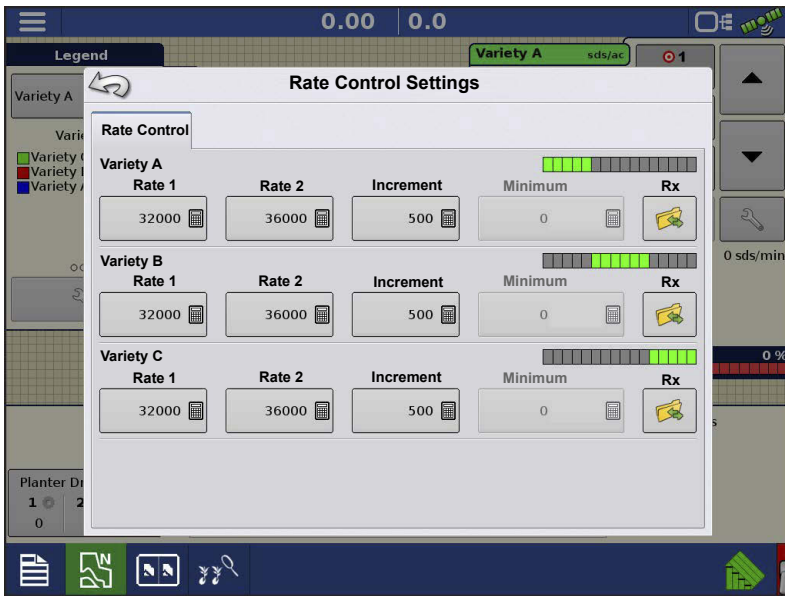 0.00 0.0
Legend
Variety A sds/ac
1
Rate Control Settings
Variety A
Rate Control
Variety A
Rate 1 Rate 2 Increment Minimum Rx
32000 36000 500 0
Variety B
Rate 1 Rate 2 Increment Minimum Rx
32000 36000 500 0
0 sds/min
Variety C
Rate 1 Rate 2 Increment Minimum Rx
32000 36000 500 0
0 %
Planter Dr
1 2
0
N